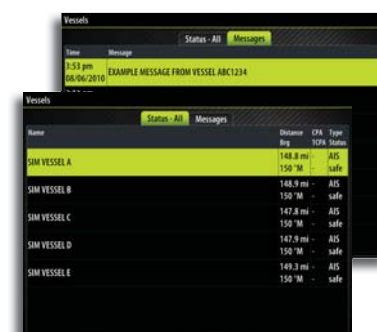 Vessels
Status - All Messages
Time Message
3:53 pm
08/06/2010 EXAMPLE MESSAGE FROM VESSEL ABC1234
Vessels
Status - All Messages
Name Distance CPA Type
Brg TCPA Status
SIM VESSEL A 148.8 mi - AIS
150 °M - safe
SIM VESSEL B 148.9 mi - AIS
150 °M - safe
SIM VESSEL C 147.8 mi - AIS
150 °M - safe
SIM VESSEL D 147.9 mi - AIS
150 °M - safe
SIM VESSEL E 149.3 mi - AIS
150 °M - safe